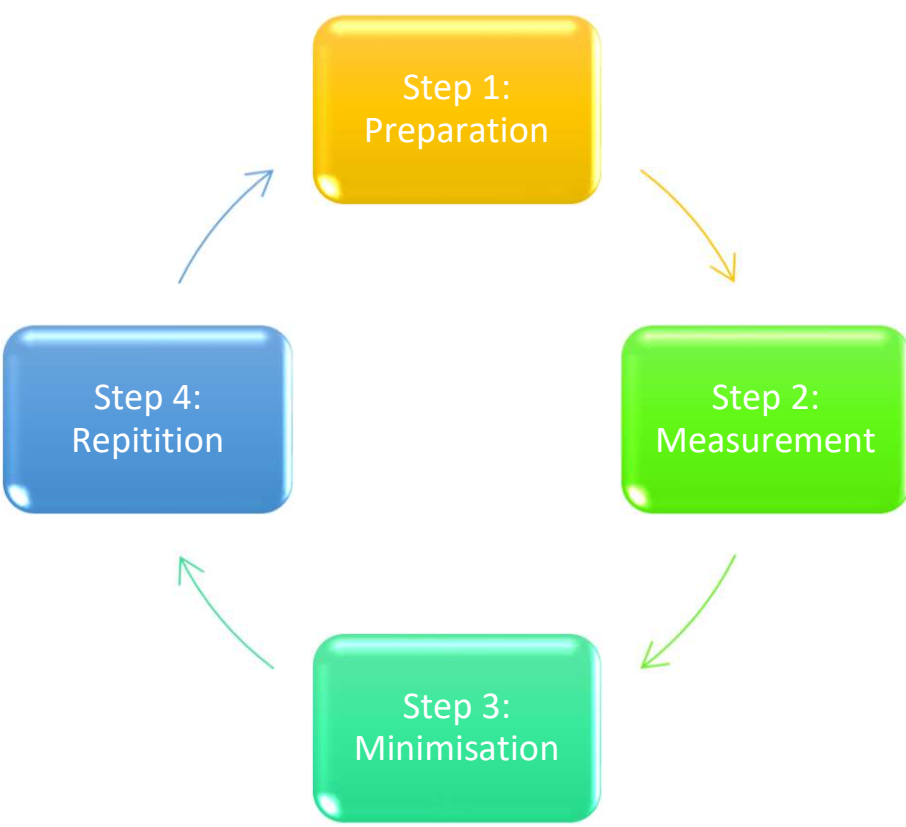 Step 1:
Preparation
Step 2:
Measurement
Step 3:
Minimisation
Step 4:
Repitition